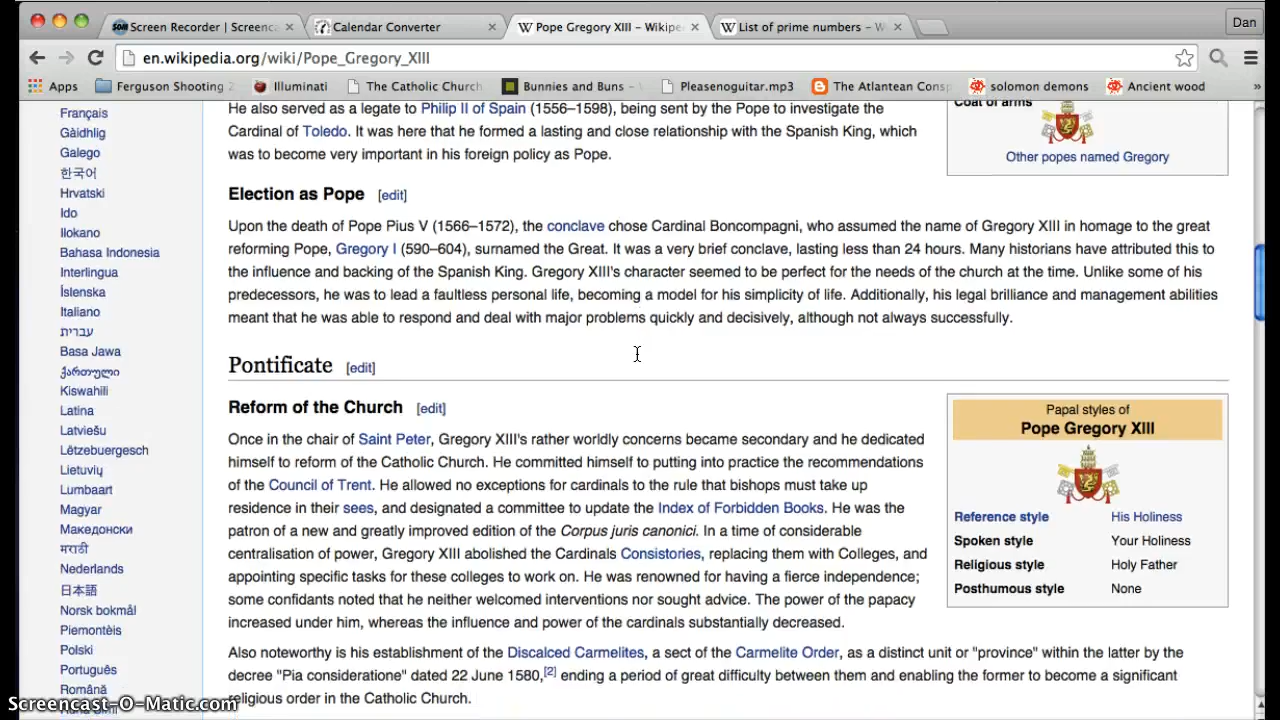 Screen Recorder | Screenca
Calendar Converter
Pope Gregory XIII – Wikipe
List of prime numbers – W
Dan
en.wikipedia.org/wiki/Pope_Gregory_XIII
Apps
Ferguson Shooting 2
Illuminati
The Catholic Church
Bunnies and Buns -
Pleasenoguitar.mp3
The Atlantean Cons
solomon demons
Ancient wood
»
Français
Gàidhlig
Galego
한국어
Hrvatski
Ido
Ilokano
Bahasa Indonesia
Interlingua
Íslenska
Italiano
עברית
Basa Jawa
ქართული
Kiswahili
Latina
Latviešu
Lëtzebuergesch
Lietuvių
Lumbaart
Magyar
Македонски
मराठी
Nederlands
日本語
Norsk bokmål
Piemontèis
Polski
Português
Română
He also served as a legate to Philip II of Spain (1556–1598), being sent by the Pope to investigate the
Cardinal of Toledo. It was here that he formed a lasting and close relationship with the Spanish King, which
was to become very important in his foreign policy as Pope.
Coat of arms
Other popes named Gregory
Election as Pope [edit]
Upon the death of Pope Pius V (1566–1572), the conclave chose Cardinal Boncompagni, who assumed the name of Gregory XIII in homage to the great
reforming Pope, Gregory I (590–604), surnamed the Great. It was a very brief conclave, lasting less than 24 hours. Many historians have attributed this to
the influence and backing of the Spanish King. Gregory XIII's character seemed to be perfect for the needs of the church at the time. Unlike some of his
predecessors, he was to lead a faultless personal life, becoming a model for his simplicity of life. Additionally, his legal brilliance and management abilities
meant that he was able to respond and deal with major problems quickly and decisively, although not always successfully.
Pontificate [edit]
Reform of the Church [edit]
Once in the chair of Saint Peter, Gregory XIII's rather worldly concerns became secondary and he dedicated
himself to reform of the Catholic Church. He committed himself to putting into practice the recommendations
of the Council of Trent. He allowed no exceptions for cardinals to the rule that bishops must take up
residence in their sees, and designated a committee to update the Index of Forbidden Books. He was the
patron of a new and greatly improved edition of the Corpus juris canonici. In a time of considerable
centralisation of power, Gregory XIII abolished the Cardinals Consistories, replacing them with Colleges, and
appointing specific tasks for these colleges to work on. He was renowned for having a fierce independence;
some confidants noted that he neither welcomed interventions nor sought advice. The power of the papacy
increased under him, whereas the influence and power of the cardinals substantially decreased.
Papal styles of
Pope Gregory XIII
Reference style His Holiness
Spoken style Your Holiness
Religious style Holy Father
Posthumous style None
Also noteworthy is his establishment of the Discalced Carmelites, a sect of the Carmelite Order, as a distinct unit or "province" within the latter by the
decree "Pia consideratione" dated 22 June 1580,[2] ending a period of great difficulty between them and enabling the former to become a significant
religious order in the Catholic Church.
Screencast-O-Matic.com